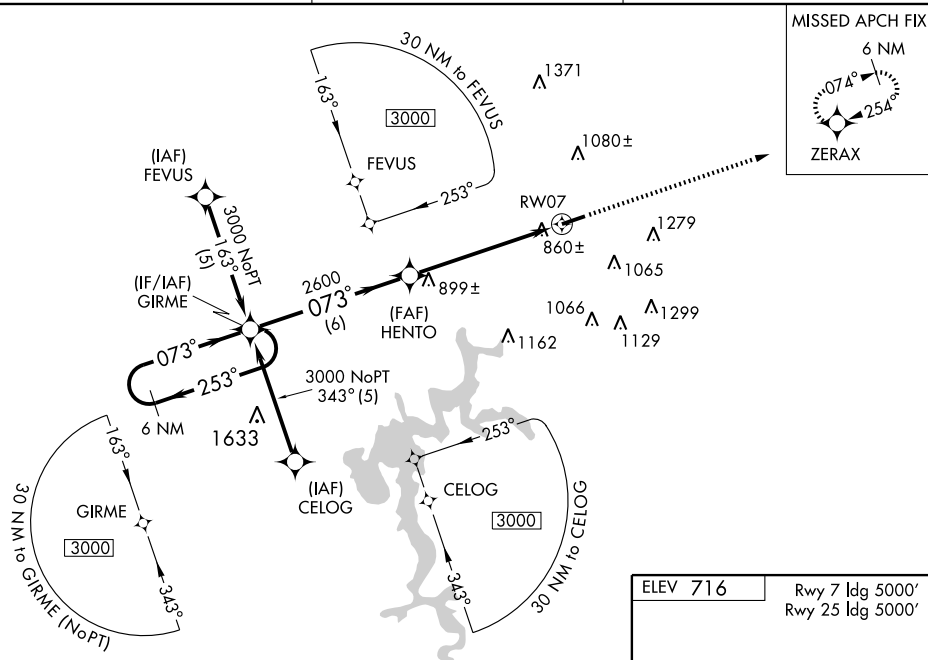 MISSED APCH FIX
6 NM
074°
254°
ZERAX
30 NM to FEVUS
163°
3000
FEVUS
253°
1371
1080±
(IAF)
FEVUS
3000 NoPT
163°
(5)
RW07
860±
1279
1065
(IF/IAF)
GIRME
2600
073°
(6)
(FAF)
HENTO
899±
1066
1299
1129
1162
073°
253°
6 NM
3000 NoPT
343° (5)
1633
(IAF)
CELOG
163°
GIRME
3000
343°
30 NM to GIRME (NoPT)
253°
CELOG
3000
343°
30 NM to CELOG
ELEV 716
Rwy 7 ldg 5000'
Rwy 25 ldg 5000'